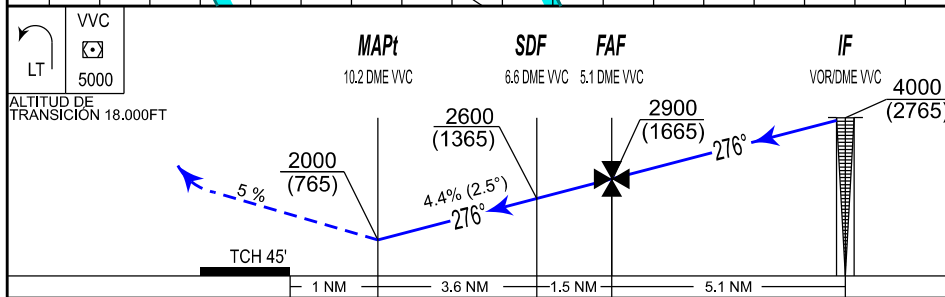 VVC
LT
5000
ALTITUD DE
TRANSICIÓN 18.000FT
MAPt
10.2 DME VVC
SDF
6.6 DME VVC
FAF
5.1 DME VVC
IF
VOR/DME VVC
4000
(2765)
2900
(1665)
2600
(1365)
2000
(765)
276°
4.4% (2.5°)
276°
5 %
TCH 45'
1 NM
3.6 NM
1.5 NM
5.1 NM